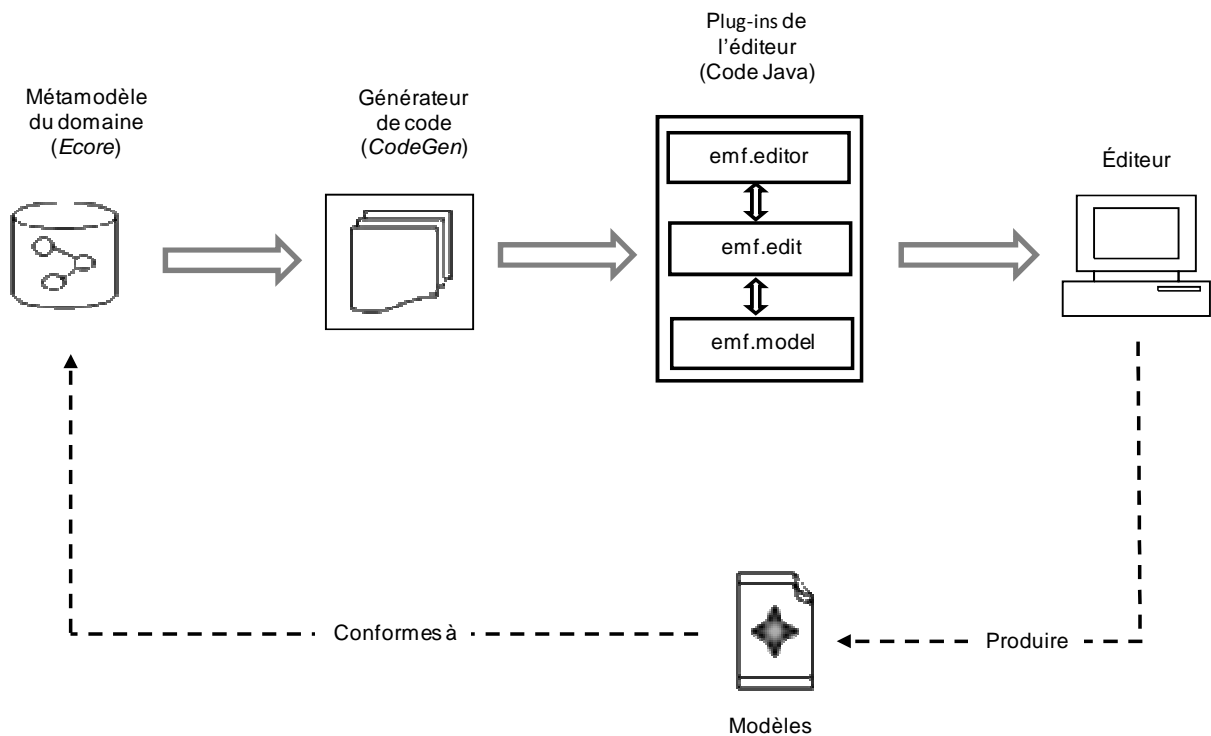 Plug-ins de
l'éditeur
(Code Java)
Métamodèle
du domaine
(Ecore)
Générateur
de code
(CodeGen)
Éditeur
emf.editor
emf.edit
emf.model
Conformes à
Produire
Modèles